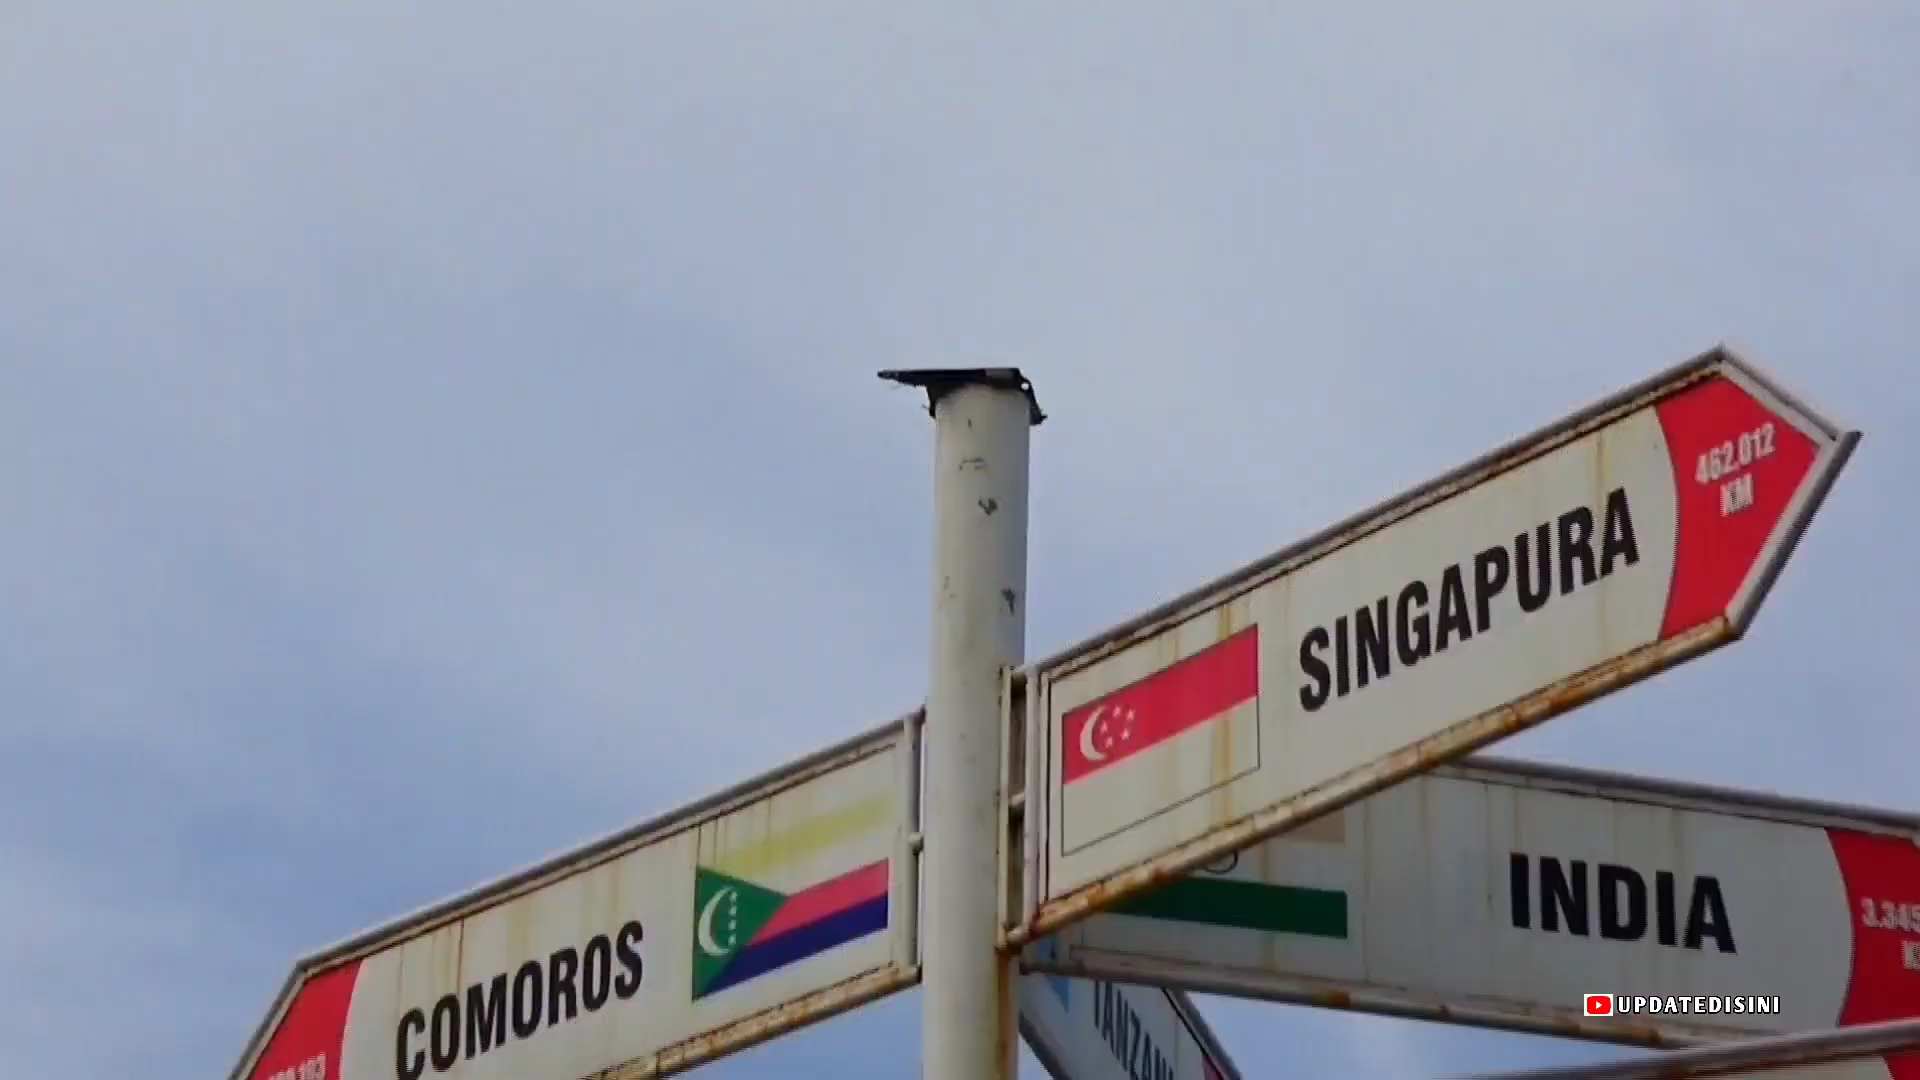 462.012
KM
SINGAPURA
COMOROS
INDIA
UPDATEDISINI